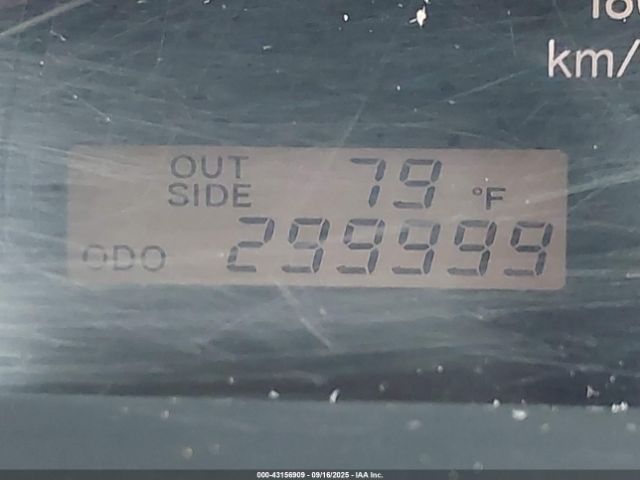 km/
OUT
SIDE
79 °F
ODO 299999
000-43156909 - 09/16/2025 - IAA Inc.